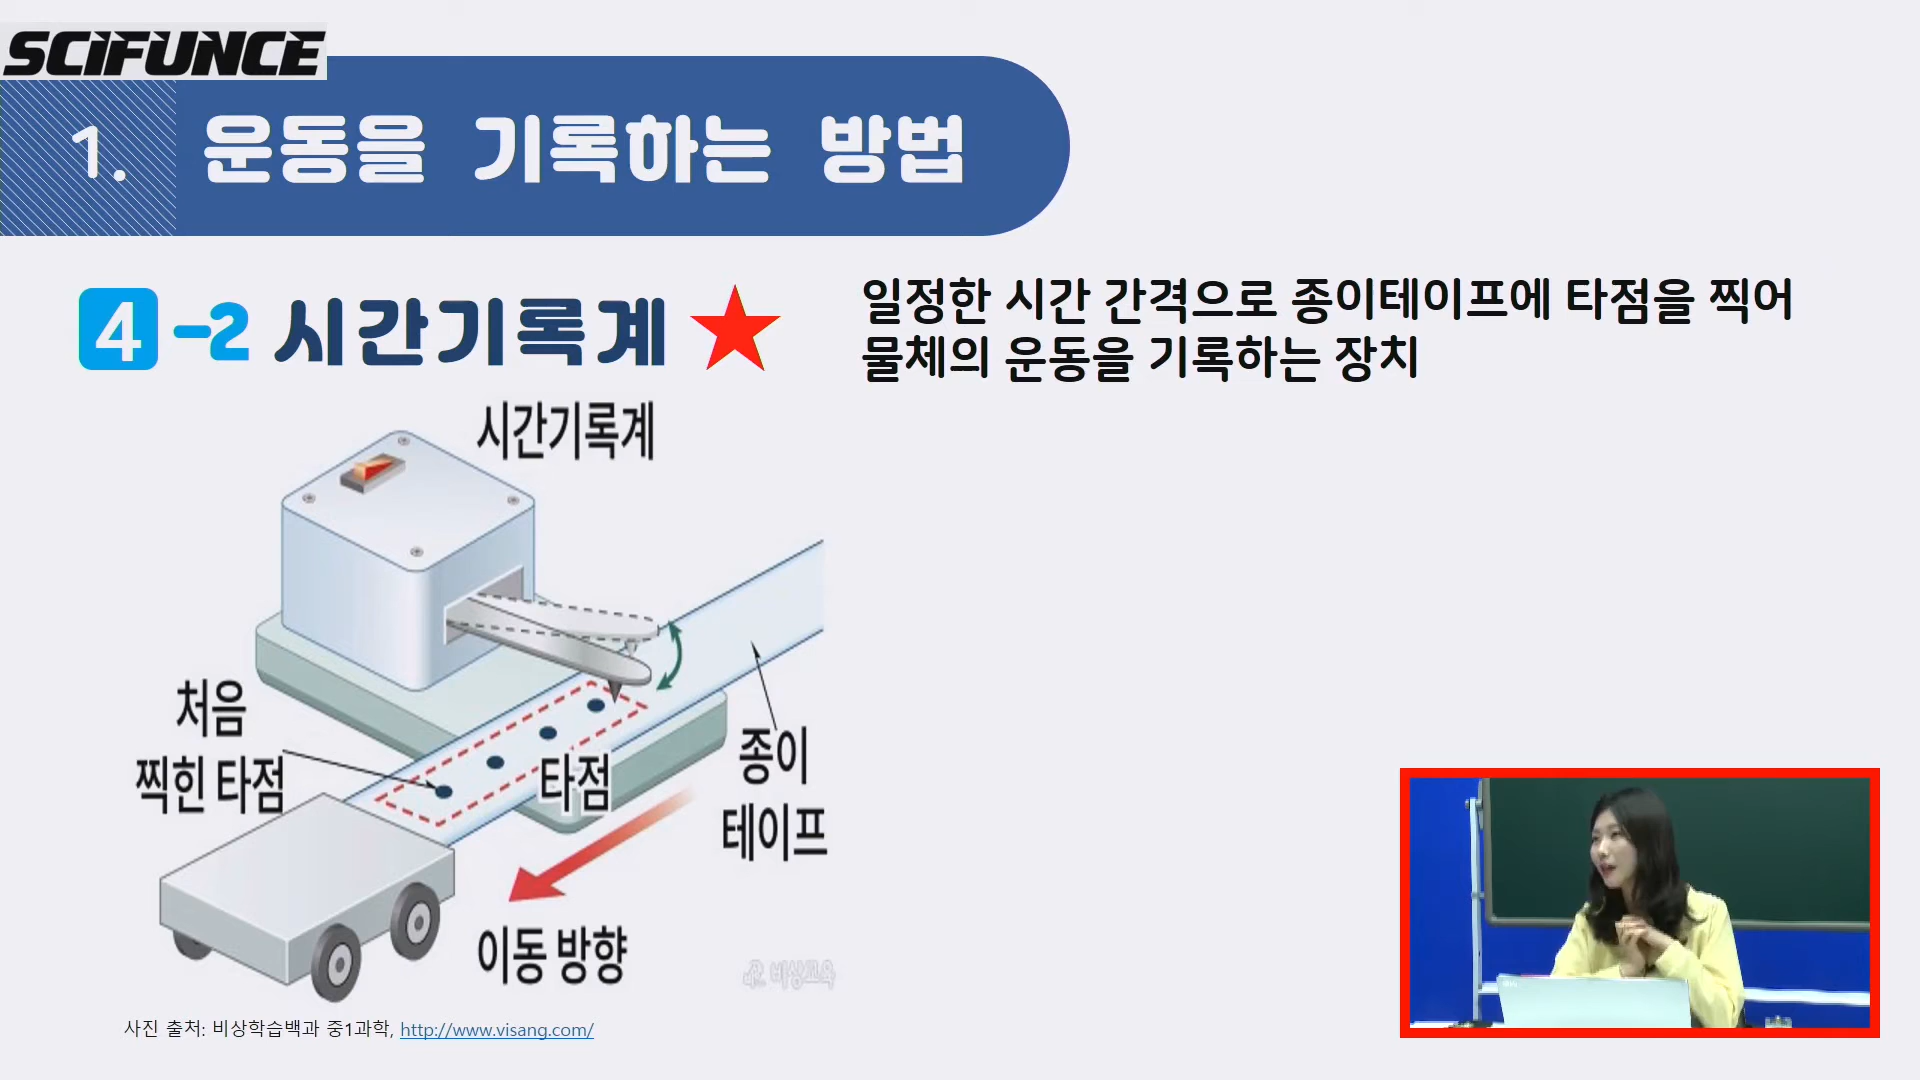 SCIFUNCE
1. 운동을 기록하는 방법
4-2 시간기록계
일정한 시간 간격으로 종이테이프에 타점을 찍어
물체의 운동을 기록하는 장치
시간기록계
처음
찍힌 타점
타점
종이
테이프
이동 방향
비상교육
사진 출처: 비상학습백과 중1과학, http://www.visang.com/